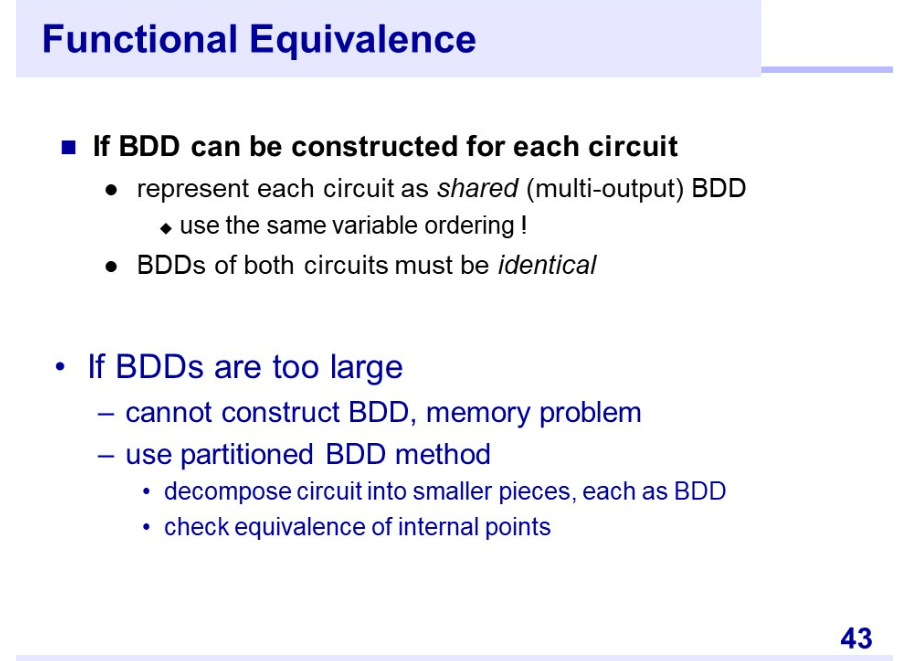 Functional Equivalence
■ If BDD can be constructed for each circuit
● represent each circuit as shared (multi-output) BDD
◆ use the same variable ordering !
● BDDs of both circuits must be identical
• If BDDs are too large
– cannot construct BDD, memory problem
– use partitioned BDD method
• decompose circuit into smaller pieces, each as BDD
• check equivalence of internal points
43